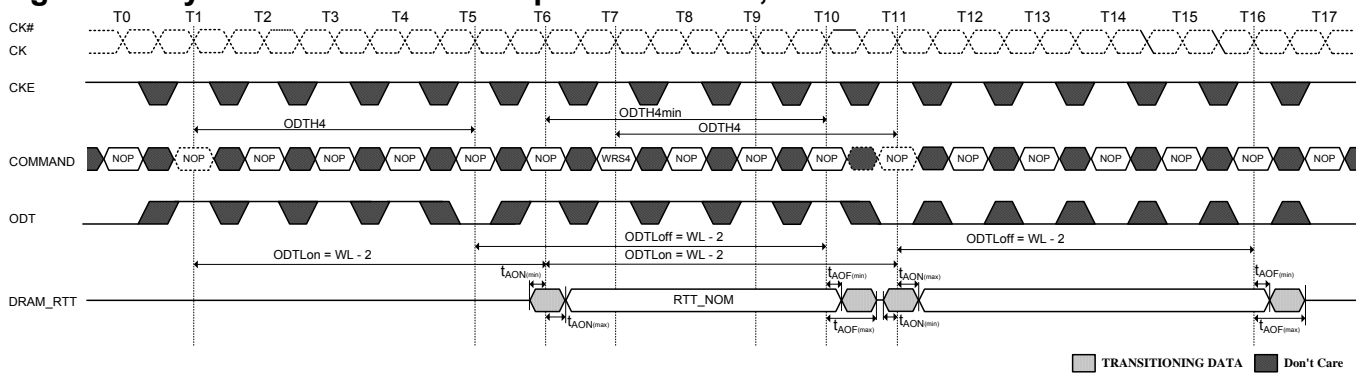 T0 T1 T2 T3 T4 T5 T6 T7 T8 T9 T10 T11 T12 T13 T14 T15 T16 T17
CK#
CK
CKE
ODTH4min
ODTH4 ODTH4
COMMAND NOP NOP NOP NOP NOP NOP NOP WRS4 NOP NOP NOP NOP NOP NOP NOP NOP NOP NOP
ODT
ODTLoff = WL - 2 ODTLoff = WL - 2
ODTLon = WL - 2 ODTLon = WL - 2
tAON(min) tAOF(min) tAON(max) tAOF(min)
DRAM_RTT RTT_NOM
tAON(max) tAOF(max) tAON(min) tAOF(max)
TRANSITIONING DATA Don't Care